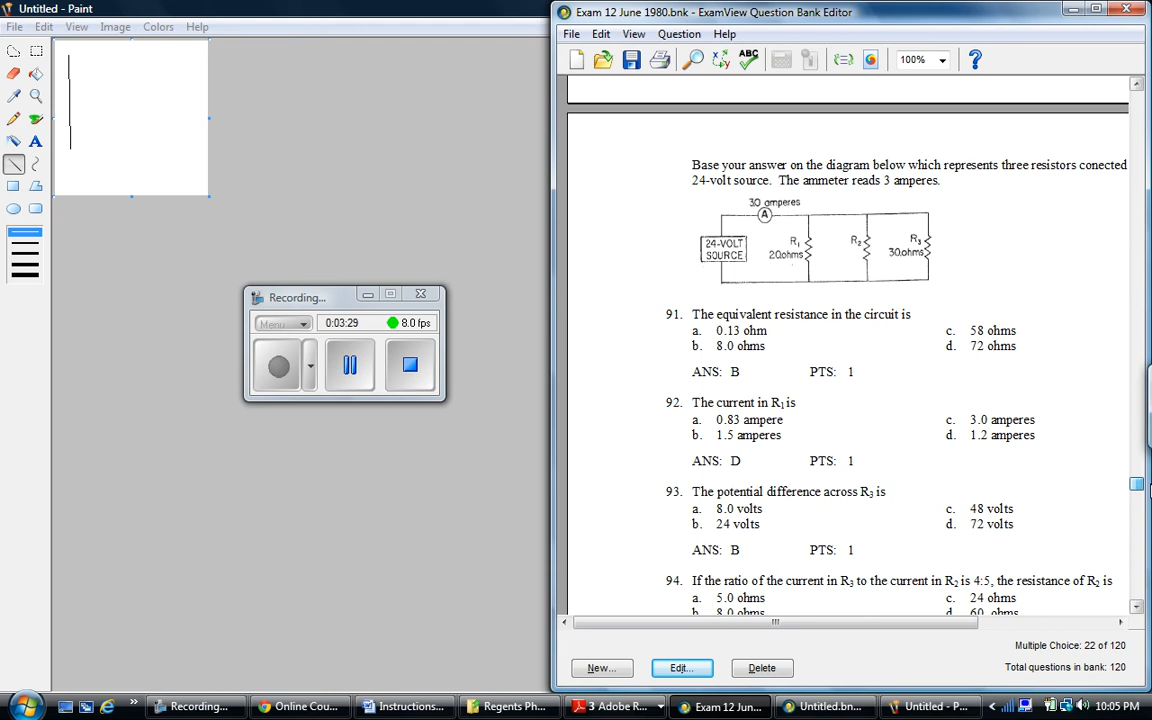 Untitled - Paint
File Edit View Image Colors Help
Recording...
Menu 0:03:29 8.0 fps
Exam 12 June 1980.bnk - ExamView Question Bank Editor
File Edit View Question Help
ABC 100%
Base your answer on the diagram below which represents three resistors conected
24-volt source. The ammeter reads 3 amperes.
3.0 amperes
A
24-VOLT
SOURCE
R1
20.ohms
R2
R3
30.ohms
91. The equivalent resistance in the circuit is
a. 0.13 ohm c. 58 ohms
b. 8.0 ohms d. 72 ohms
ANS: B PTS: 1
92. The current in R1 is
a. 0.83 ampere c. 3.0 amperes
b. 1.5 amperes d. 1.2 amperes
ANS: D PTS: 1
93. The potential difference across R3 is
a. 8.0 volts c. 48 volts
b. 24 volts d. 72 volts
ANS: B PTS: 1
94. If the ratio of the current in R3 to the current in R2 is 4:5, the resistance of R2 is
a. 5.0 ohms c. 24 ohms
b. 8.0 ohms d. 60. ohms
Multiple Choice: 22 of 120
New... Edit... Delete Total questions in bank: 120
Recording... Online Cou... Instructions... Regents Ph... 3 Adobe R... Exam 12 Jun... Untitled.bn... Untitled - P... 10:05 PM